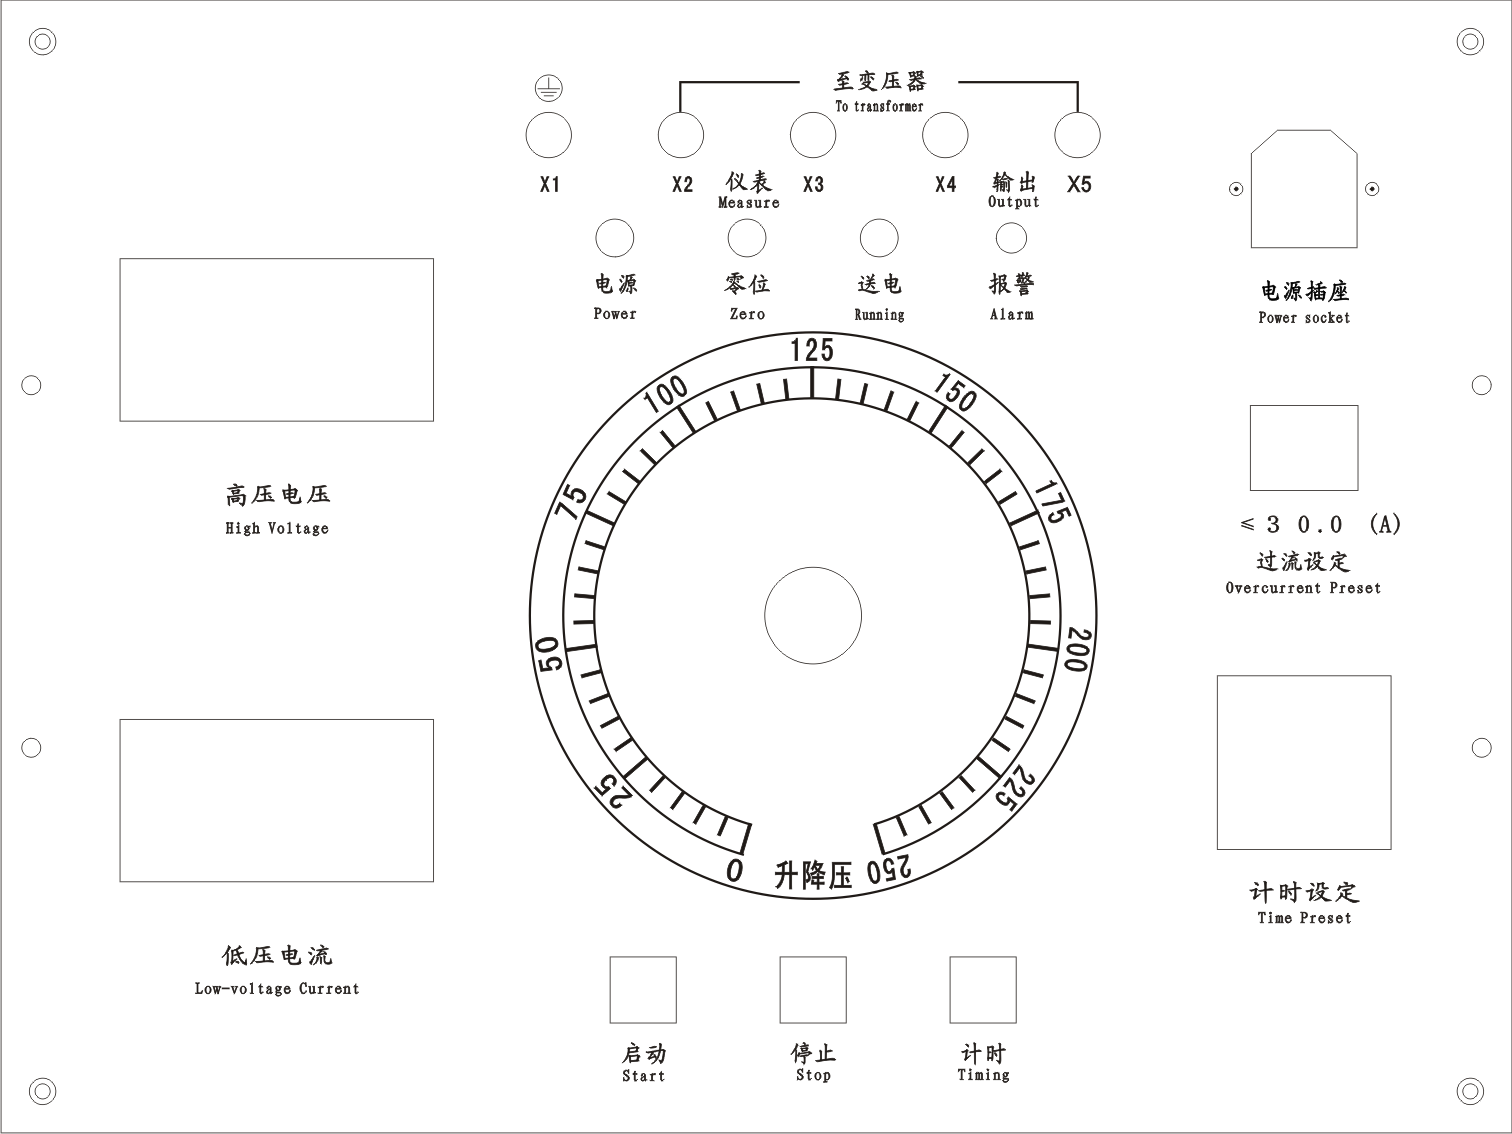 至变压器
To transformer
X1
X2
仪表
Measure
X3
X4
输出
Output
X5
电源
Power
零位
Zero
送电
Running
报警
Alarm
电源插座
Power socket
0
25
50
75
100
125
150
175
200
225
250
升降压
高压电压
High Voltage
≤30.0 (A)
过流设定
Overcurrent Preset
计时设定
Time Preset
低压电流
Low-voltage Current
启动
Start
停止
Stop
计时
Timing